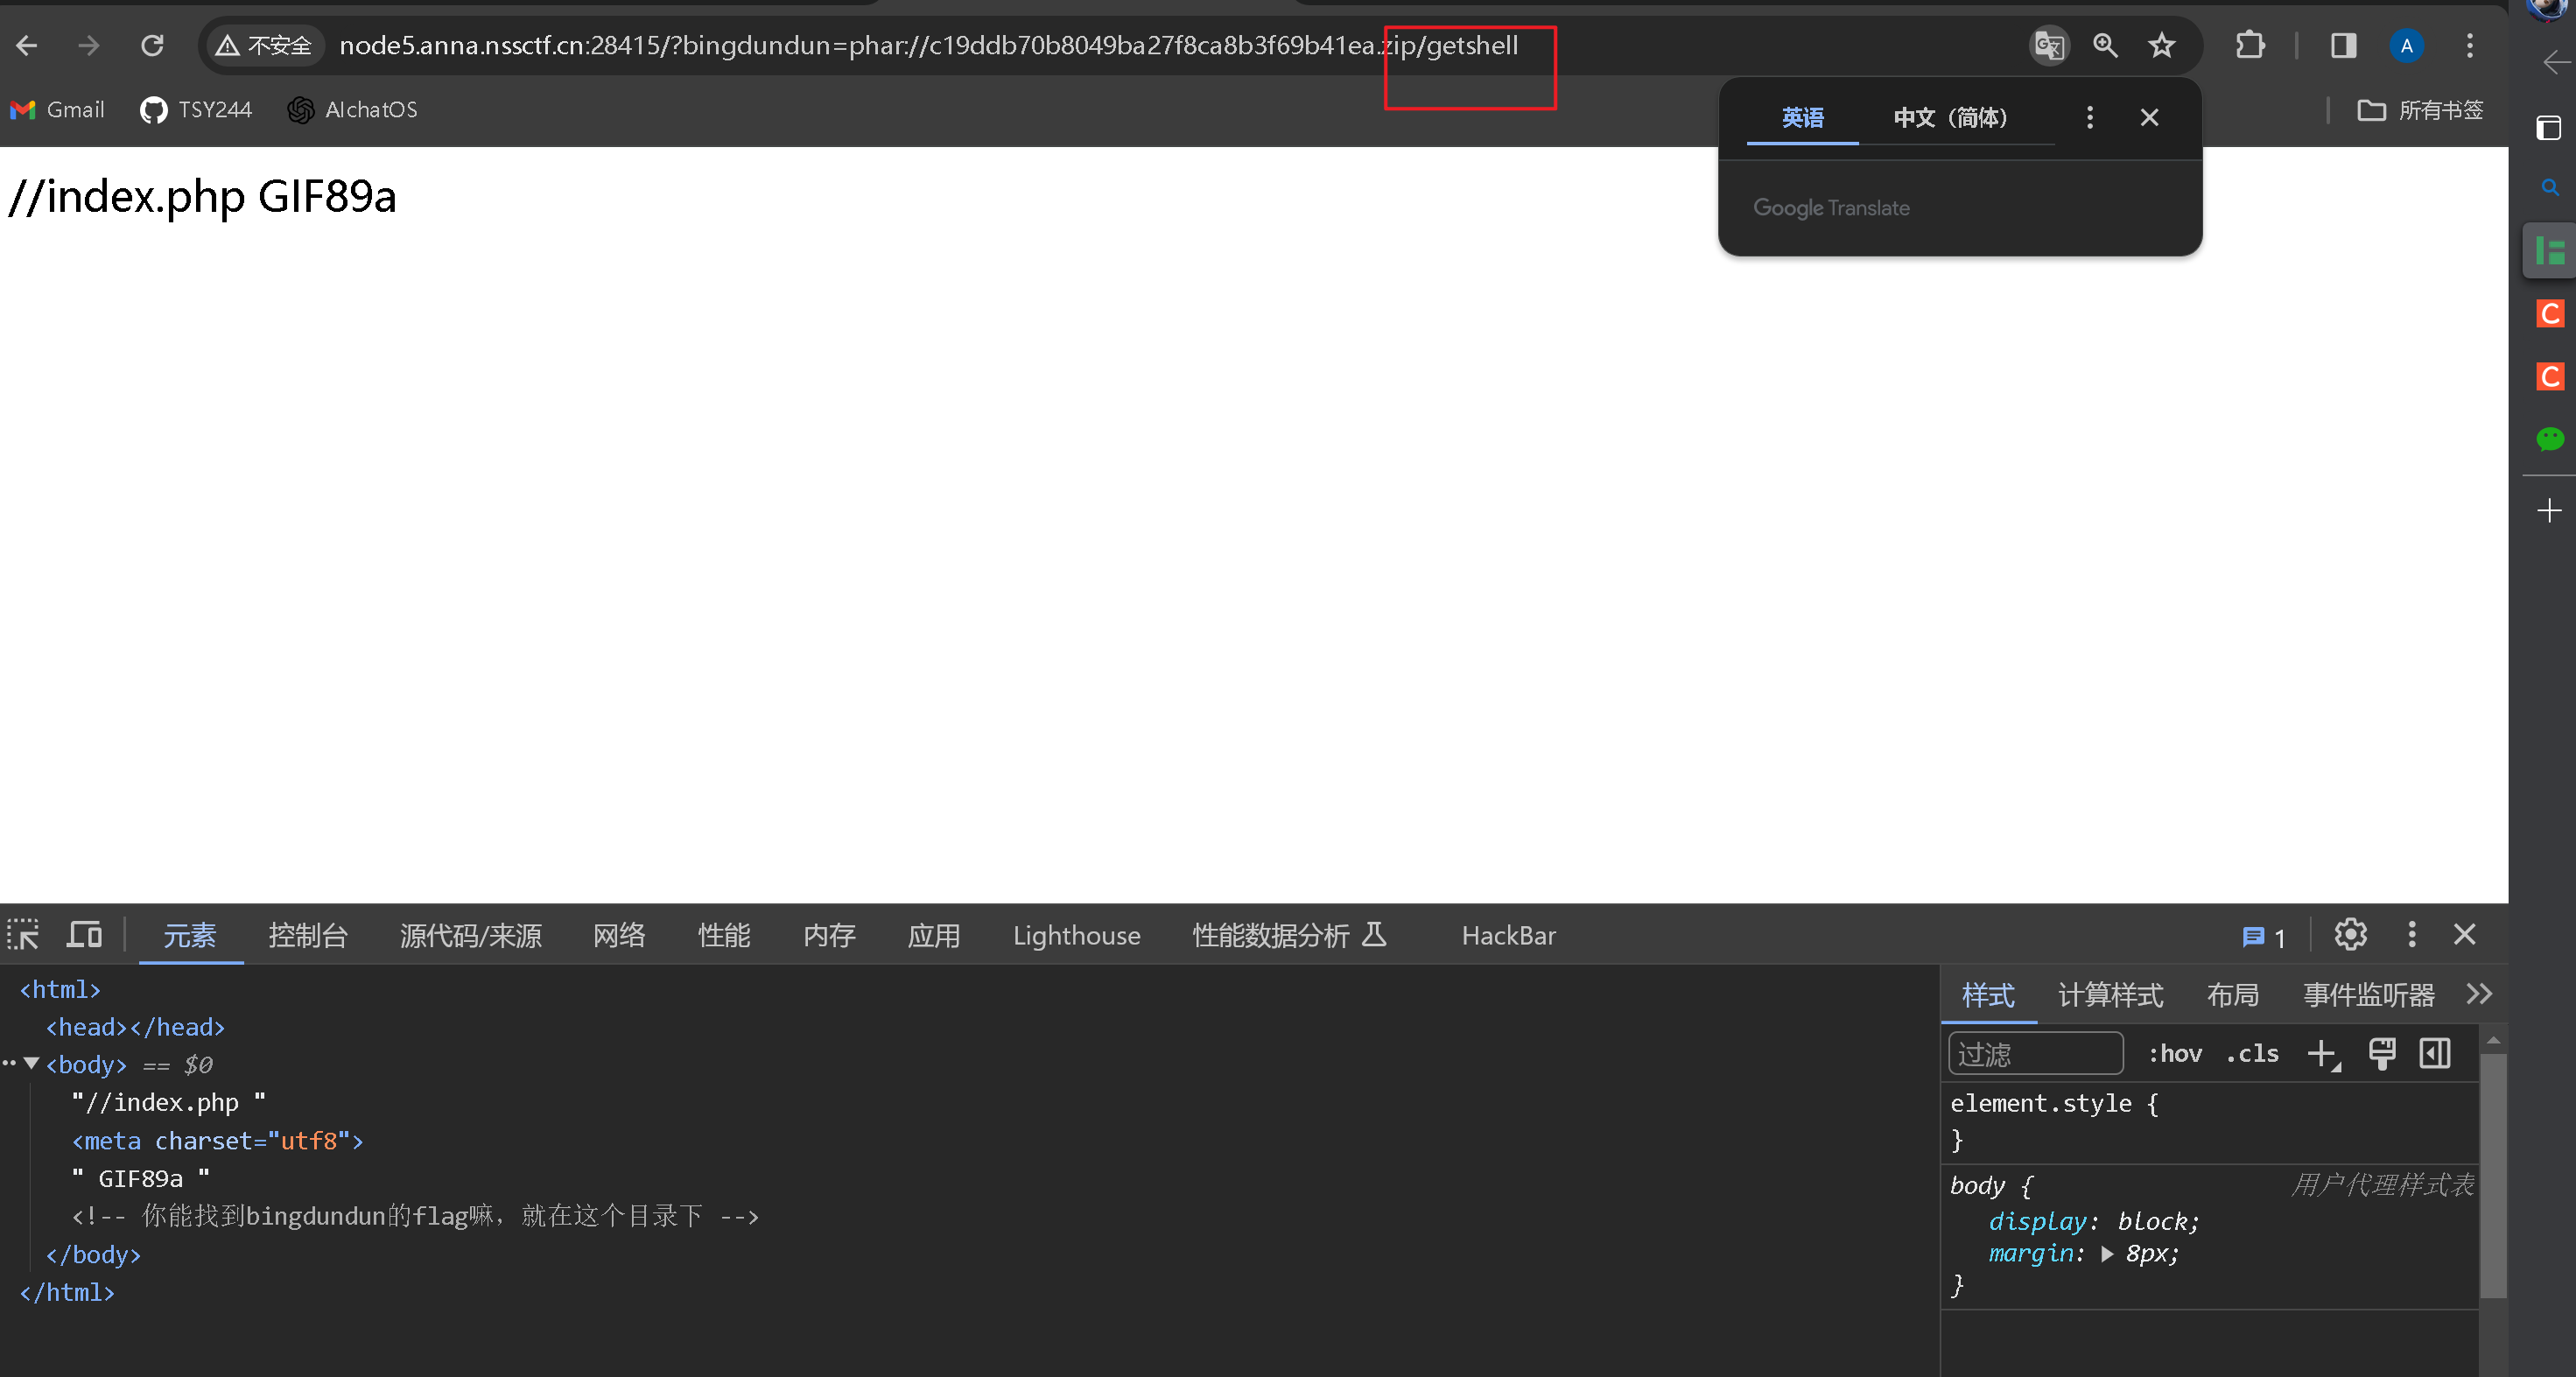 不安全 node5.anna.nssctf.cn:28415/?bingdundun=phar://c19ddb70b8049ba27f8ca8b3f69b41ea.zip/getshell A
Gmail TSY244 AIchatOS 所有书签
英语 中文（简体）
Google Translate
//index.php GIF89a
元素 控制台 源代码/来源 网络 性能 内存 应用 Lighthouse 性能数据分析 HackBar 1
<html>
<head></head>
<body> == $0
"//index.php "
<meta charset="utf8">
" GIF89a "
<!-- 你能找到bingdundun的flag嘛，就在这个目录下 -->
</body>
</html>
样式 计算样式 布局 事件监听器
过滤 :hov .cls
element.style {
}
body { 用户代理样式表
display: block;
margin: 8px;
}